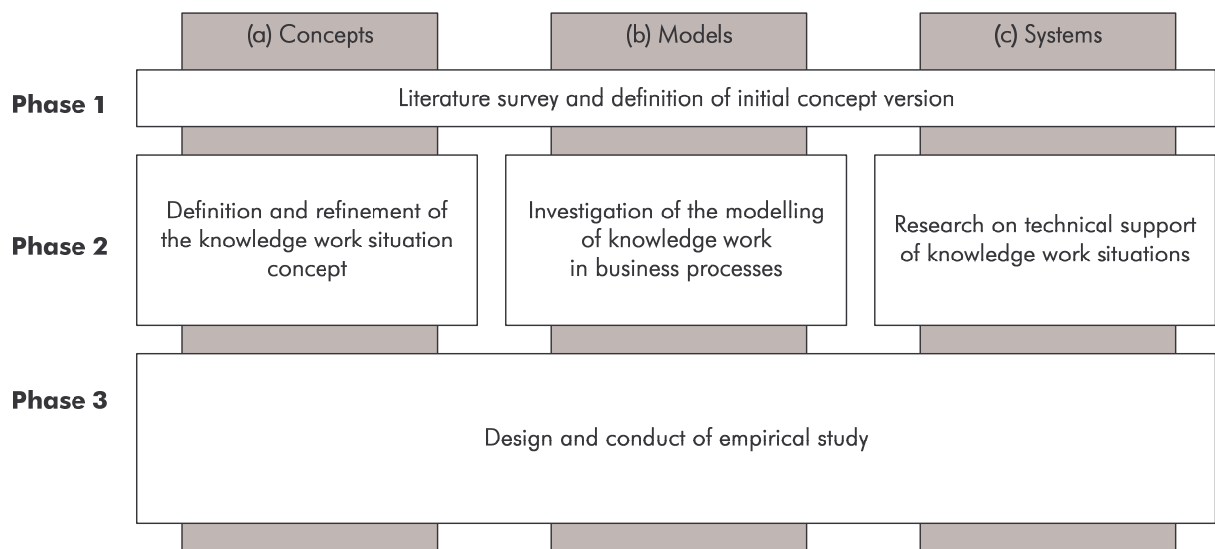 (a) Concepts
(b) Models
(c) Systems
Phase 1
Literature survey and definition of initial concept version
Phase 2
Definition and refinement of
the knowledge work situation
concept
Investigation of the modelling
of knowledge work
in business processes
Research on technical support
of knowledge work situations
Phase 3
Design and conduct of empirical study